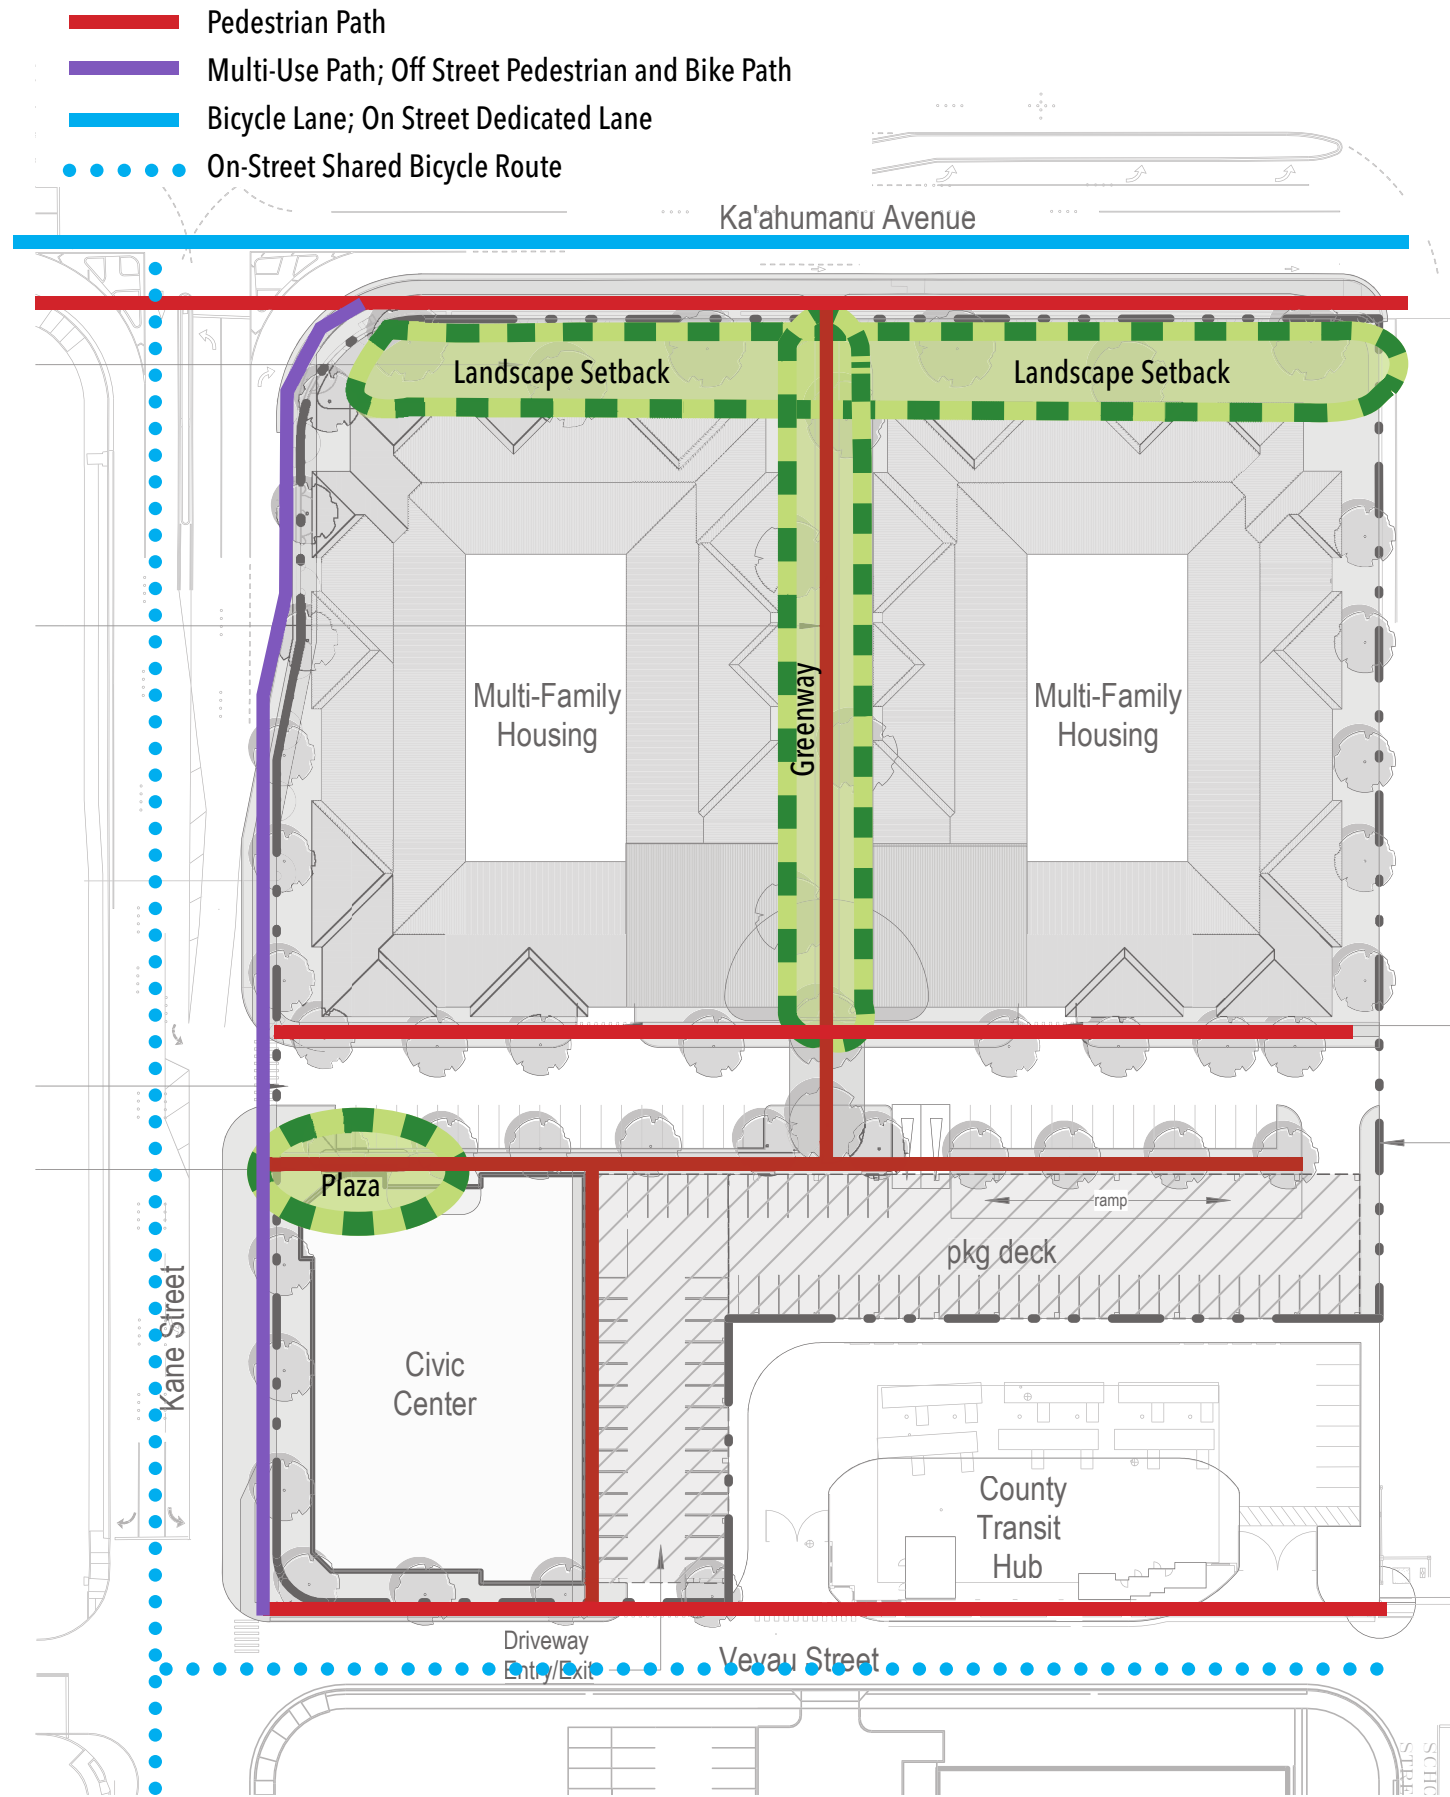 Pedestrian Path
Multi-Use Path; Off Street Pedestrian and Bike Path
Bicycle Lane; On Street Dedicated Lane
On-Street Shared Bicycle Route
Ka'ahumanu Avenue
Landscape Setback
Landscape Setback
Multi-Family
Housing
Greenway
Multi-Family
Housing
Plaza
ramp
pkg deck
Kane Street
Civic
Center
County
Transit
Hub
Driveway
Entry/Exit
Vevau Street